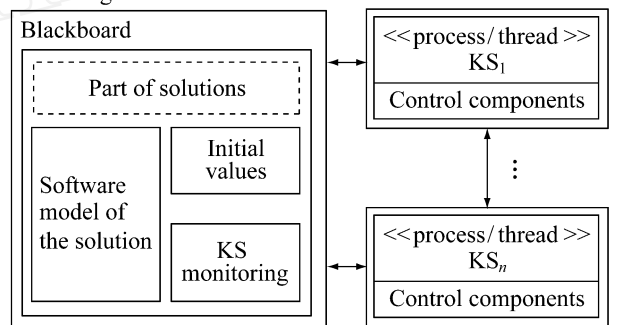 Blackboard
Part of solutions
Software
model of
the solution
Initial
values
KS
monitoring
<<process/thread>>
KS₁
Control components
⋮
<<process/thread>>
KSₙ
Control components